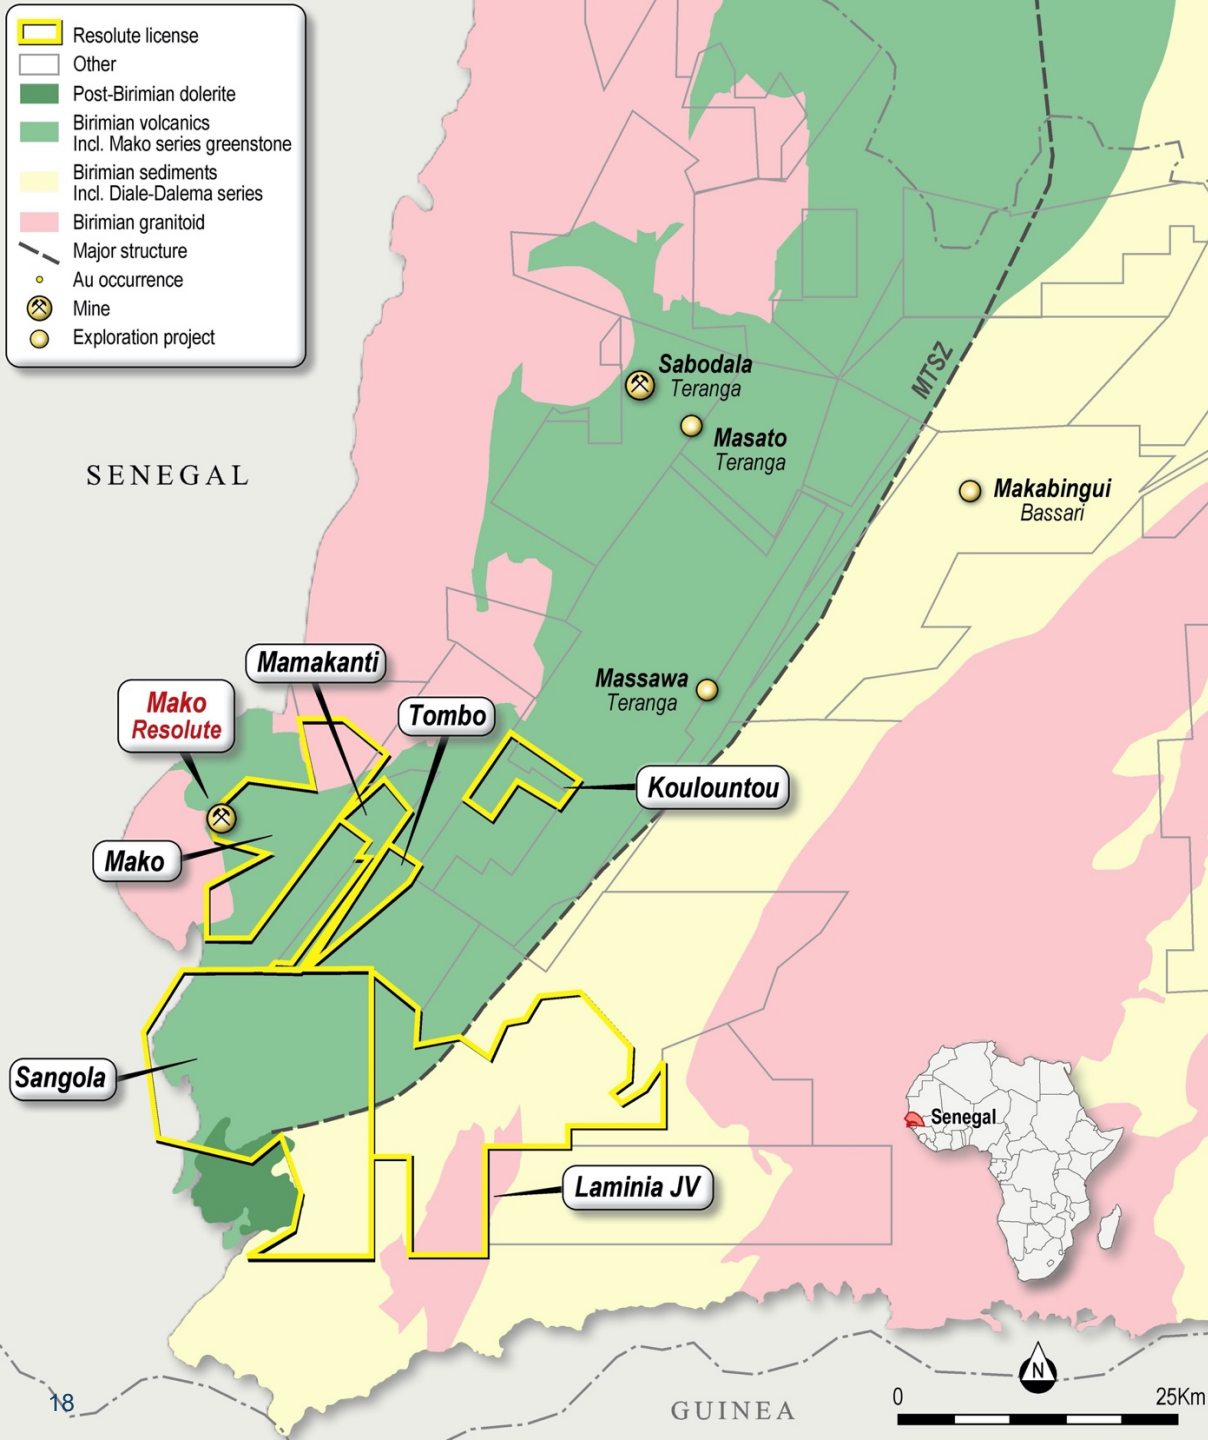 Resolute license
Other
Post-Birimian dolerite
Birimian volcanics
Incl. Mako series greenstone
Birimian sediments
Incl. Diale-Dalema series
Birimian granitoid
Major structure
Au occurrence
Mine
Exploration project
MTSZ
Sabodala
Teranga
Masato
Teranga
SENEGAL
Makabingui
Bassari
Mamakanti
Massawa
Teranga
Mako
Resolute
Tombo
Koulountou
Mako
Sangola
Senegal
Laminia JV
N
18
GUINEA
0 25Km